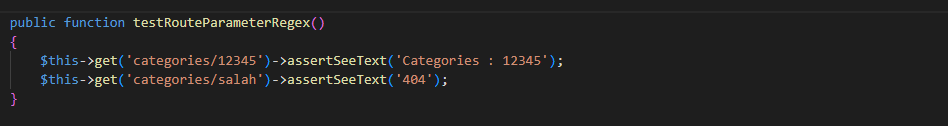 public function testRouteParameterRegex()
{
    $this->get('categories/12345')->assertSeeText('Categories : 12345');
    $this->get('categories/salah')->assertSeeText('404');
}